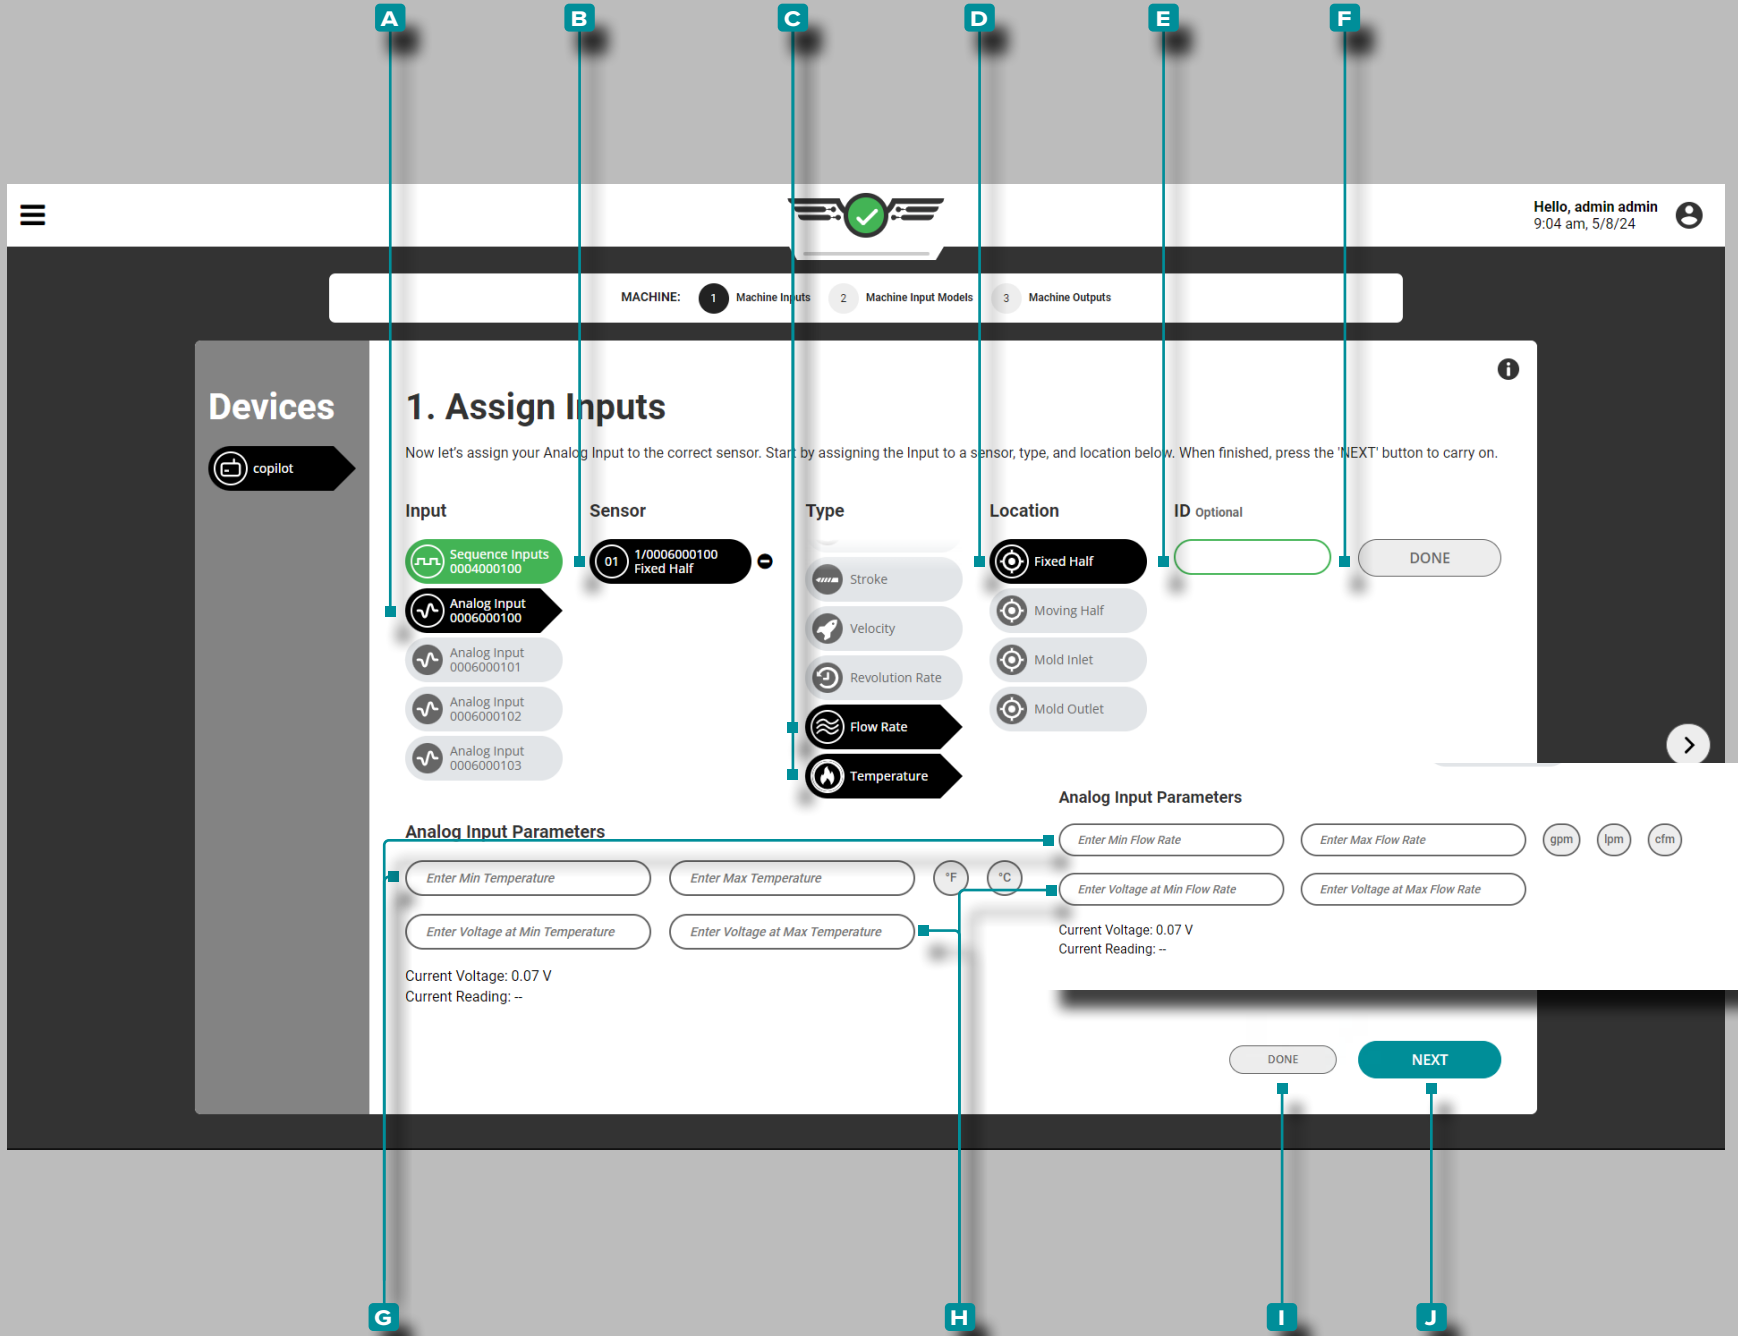 A B C D E F
Hello, admin admin
9:04 am, 5/8/24
MACHINE: 1 Machine Inputs 2 Machine Input Models 3 Machine Outputs
Devices
copilot
1. Assign Inputs
Now let's assign your Analog Input to the correct sensor. Start by assigning the Input to a sensor, type, and location below. When finished, press the 'NEXT' button to carry on.
Input
Sequence Inputs
0004000100
Analog Input
0006000100
Analog Input
0006000101
Analog Input
0006000102
Analog Input
0006000103
Sensor
01 1/0006000100
Fixed Half
Type
Stroke
Velocity
Revolution Rate
Flow Rate
Temperature
Location
Fixed Half
Moving Half
Mold Inlet
Mold Outlet
ID Optional
DONE
Analog Input Parameters
Enter Min Temperature Enter Max Temperature °F °C
Enter Voltage at Min Temperature Enter Voltage at Max Temperature
Current Voltage: 0.07 V
Current Reading: --
Analog Input Parameters
Enter Min Flow Rate Enter Max Flow Rate gpm lpm cfm
Enter Voltage at Min Flow Rate Enter Voltage at Max Flow Rate
Current Voltage: 0.07 V
Current Reading: --
DONE NEXT
G H I J